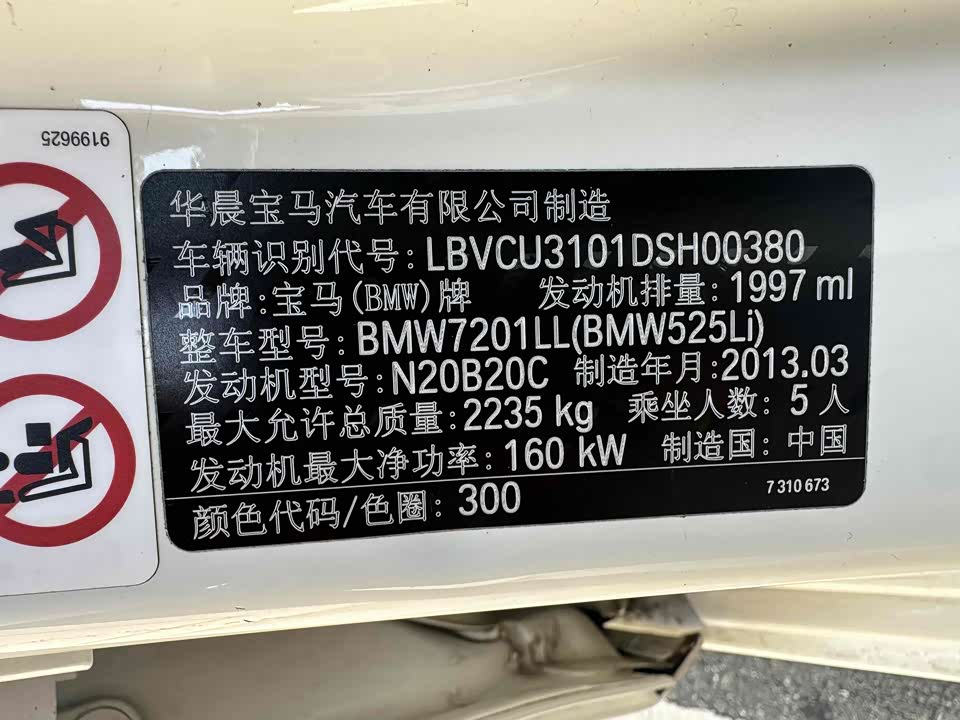 9199625
华晨宝马汽车有限公司制造
车辆识别代号: LBVCU3101DSH00380
品牌:宝马(BMW)牌 发动机排量: 1997 ml
整车型号: BMW7201LL(BMW525Li)
发动机型号: N20B20C 制造年月:2013.03
最大允许总质量:2235 kg 乘坐人数: 5 人
发动机最大净功率: 160 kW 制造国: 中国
颜色代码/色圈: 300 7 310 673